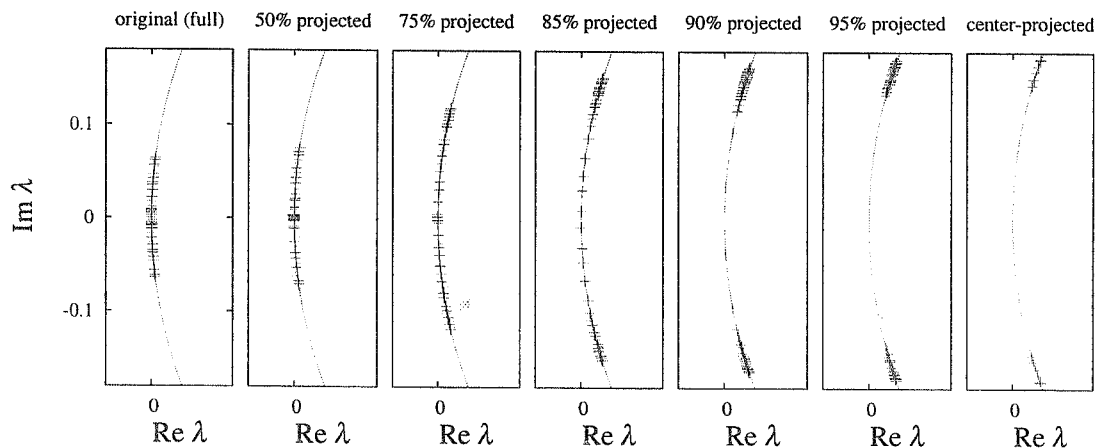 original (full) 50% projected 75% projected 85% projected 90% projected 95% projected center-projected
0.1
Im λ
0
-0.1
0 0 0 0 0 0 0
Re λ Re λ Re λ Re λ Re λ Re λ Re λ